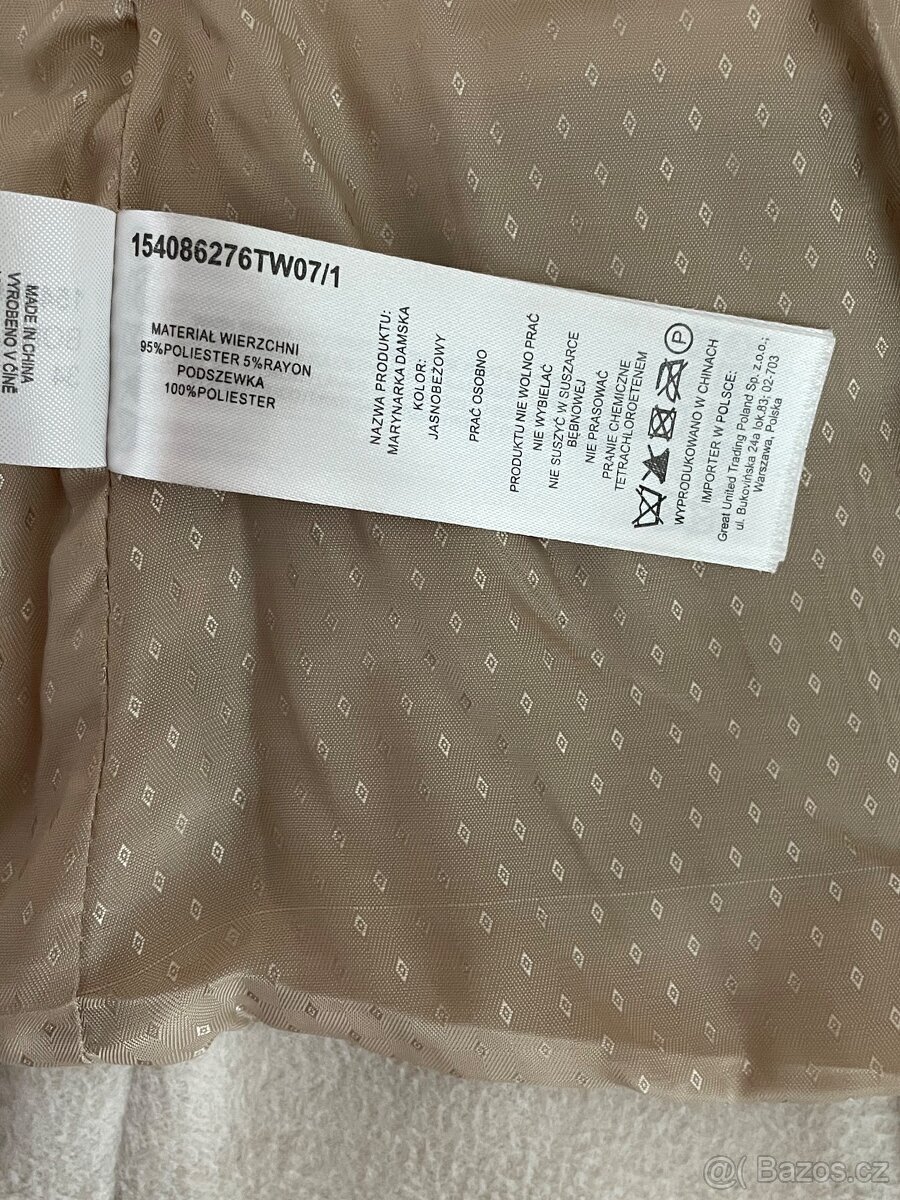 MADE IN CHINA
VYROBENO V ČÍNĚ
154086276TW07/1
MATERIAŁ WIERZCHNI
95%POLIESTER 5%RAYON
PODSZEWKA
100%POLIESTER
NAZWA PRODUKTU:
MARYNARKA DAMSKA
KOLOR:
JASNOBEŻOWY
PRAĆ OSOBNO
PRODUKTU NIE WOLNO PRAĆ
NIE WYBIELAĆ
NIE SUSZYĆ W SUSZARCE
BĘBNOWEJ
NIE PRASOWAĆ
PRANIE CHEMICZNE
TETRACHLOROETENEM
P
WYPRODUKOWANO W CHINACH
IMPORTER W POLSCE:
Great United Trading Poland Sp. z.o.o.;
ul. Bukovińska 24a lok.83; 02-703
Warszawa, Polska
@( Bazos.cz